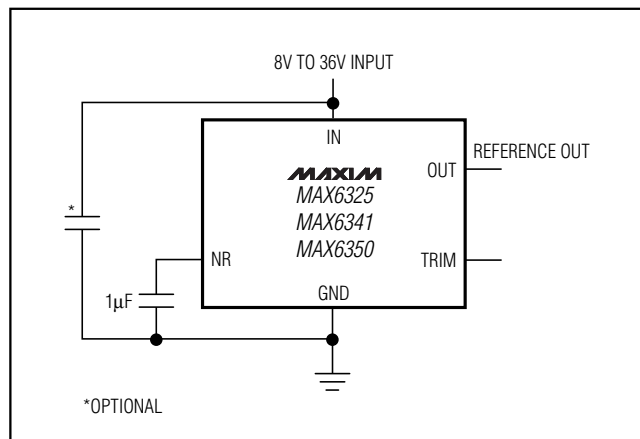 8V TO 36V INPUT
IN
MAXIM
MAX6325
MAX6341
MAX6350
OUT
REFERENCE OUT
*
NR
TRIM
1μF
GND
*OPTIONAL